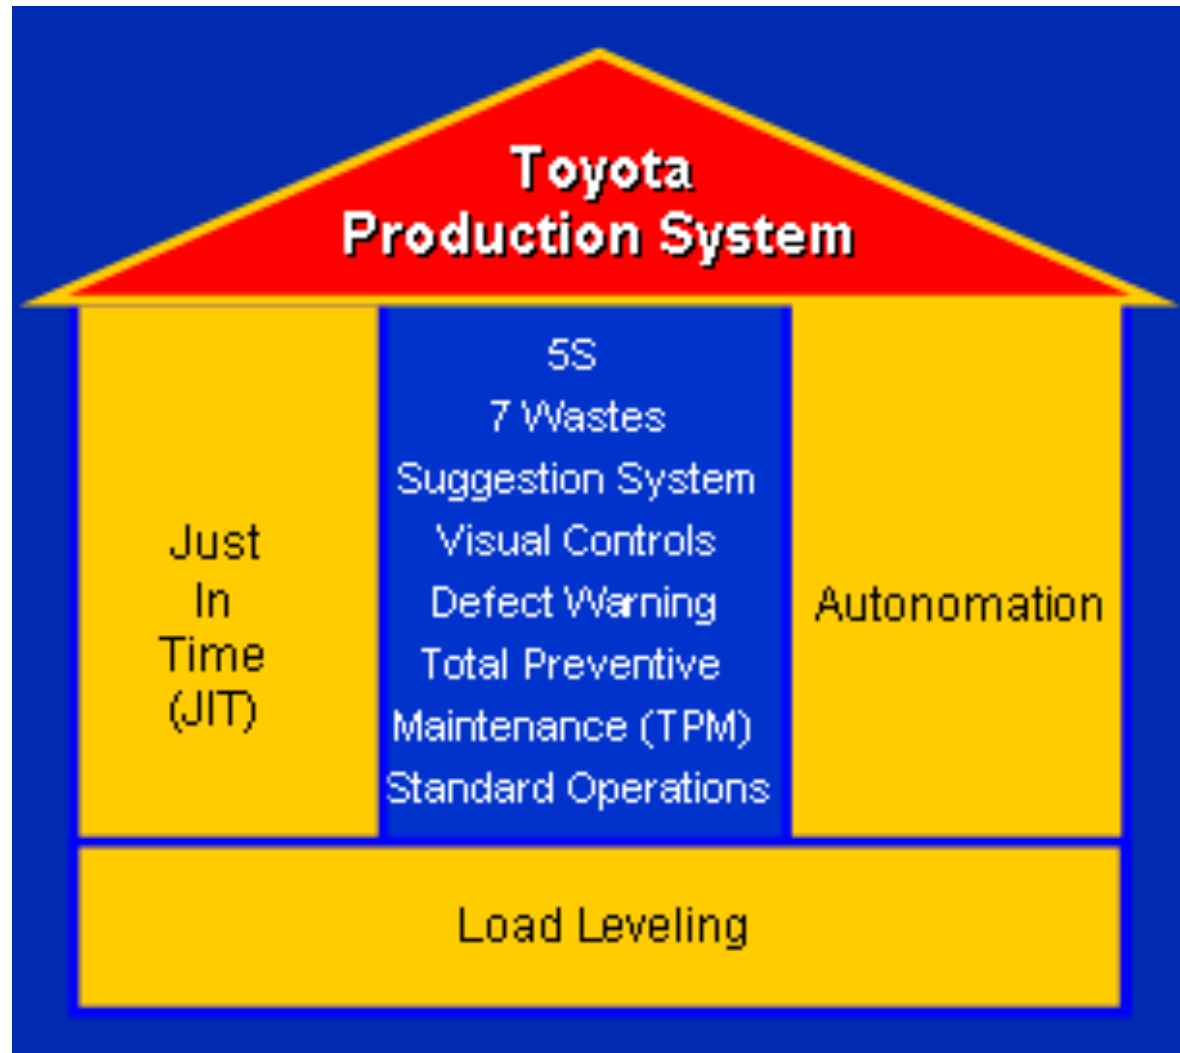 Toyota
Production System
Just
In
Time
(JIT)
5S
7 Wastes
Suggestion System
Visual Controls
Defect Warning
Total Preventive
Maintenance (TPM)
Standard Operations
Autonomation
Load Leveling